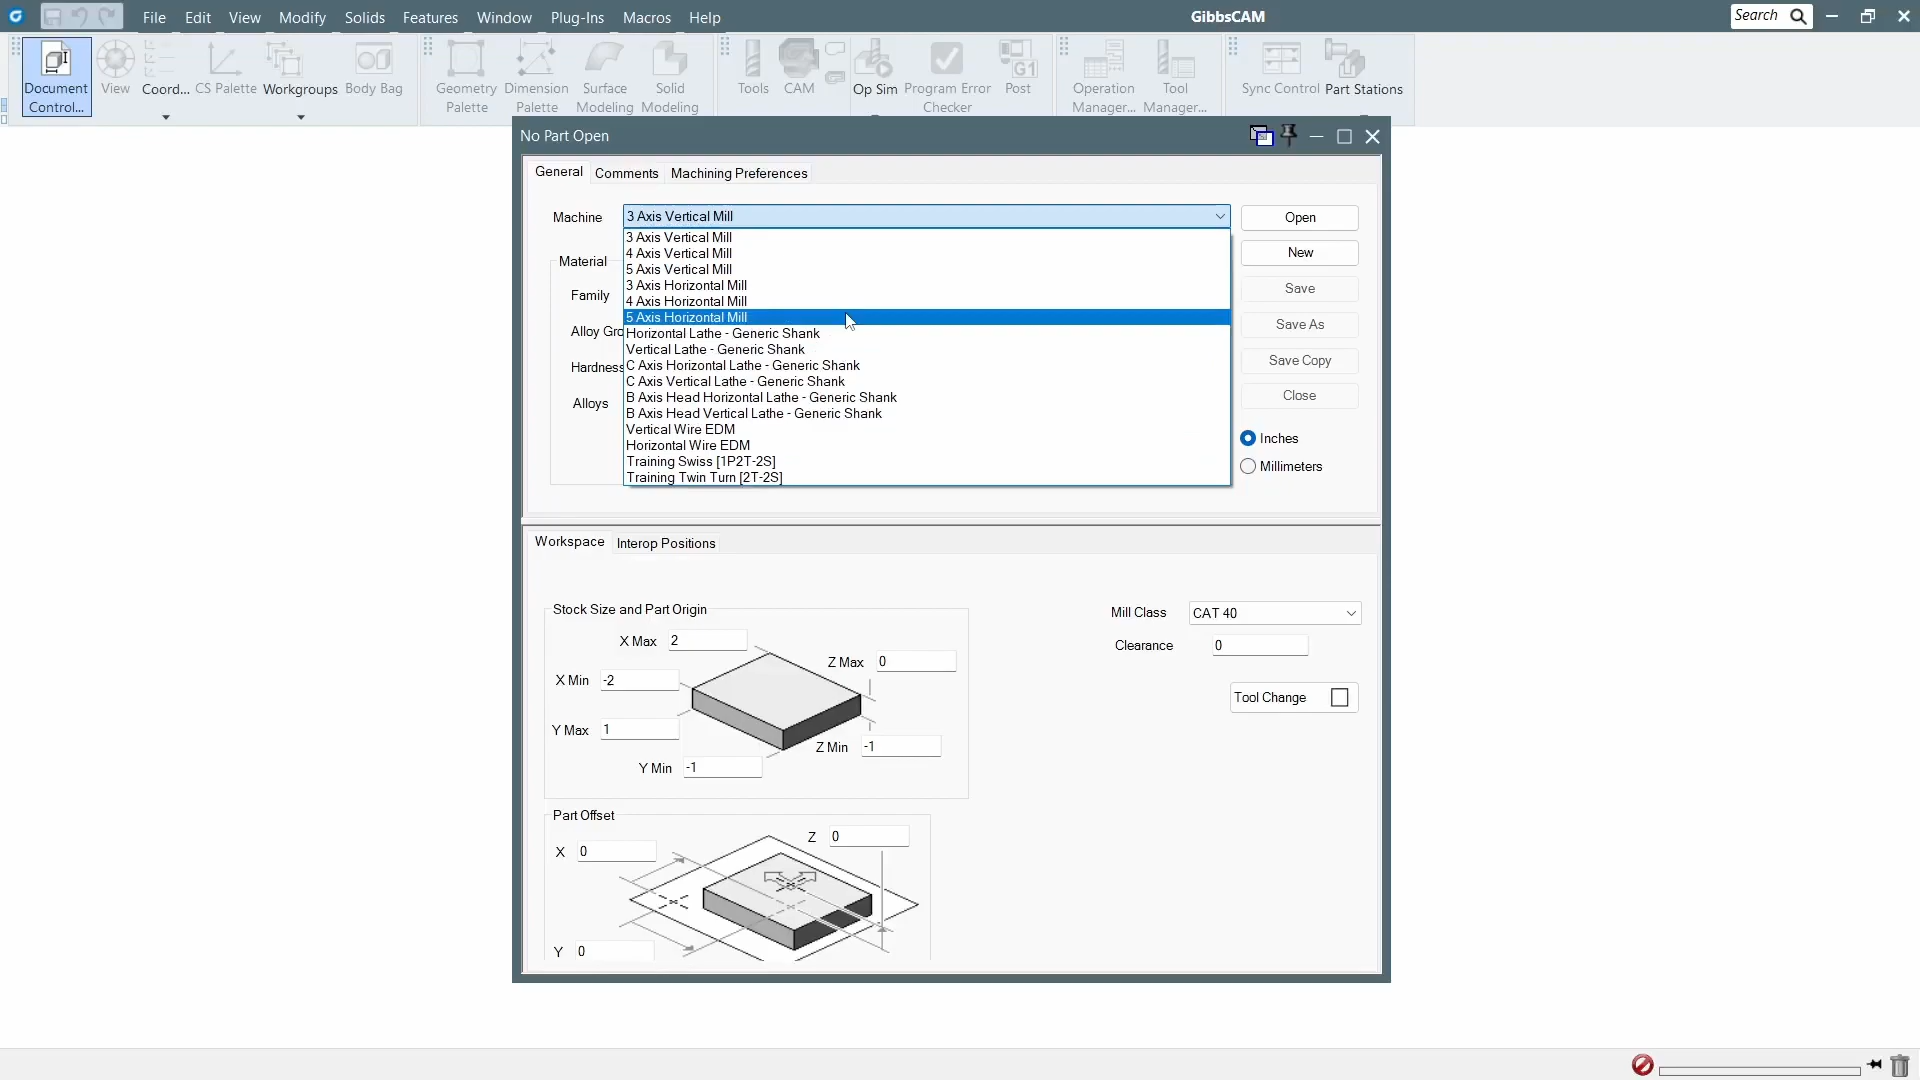 File Edit View Modify Solids Features Window Plug-Ins Macros Help
GibbsCAM
Search
Document Control...
View
Coord...
CS Palette
Workgroups
Body Bag
Geometry Palette
Dimension Palette
Surface Modeling
Solid Modeling
Tools
CAM
Op Sim
Program Error Checker
G1
Post
Operation Manager...
Tool Manager...
Sync Control
Part Stations
No Part Open
General Comments Machining Preferences
Machine 3 Axis Vertical Mill
3 Axis Vertical Mill
4 Axis Vertical Mill
5 Axis Vertical Mill
3 Axis Horizontal Mill
4 Axis Horizontal Mill
5 Axis Horizontal Mill
Horizontal Lathe - Generic Shank
Vertical Lathe - Generic Shank
C Axis Horizontal Lathe - Generic Shank
C Axis Vertical Lathe - Generic Shank
B Axis Head Horizontal Lathe - Generic Shank
B Axis Head Vertical Lathe - Generic Shank
Vertical Wire EDM
Horizontal Wire EDM
Training Swiss [1P2T-2S]
Training Twin Turn [2T-2S]
Material
Family
Alloy Gro
Hardness
Alloys
Open
New
Save
Save As
Save Copy
Close
Inches
Millimeters
Workspace Interop Positions
Stock Size and Part Origin
X Max 2
Z Max 0
X Min -2
Y Max 1
Z Min -1
Y Min -1
Mill Class CAT 40
Clearance 0
Tool Change
Part Offset
Z 0
X 0
Y 0